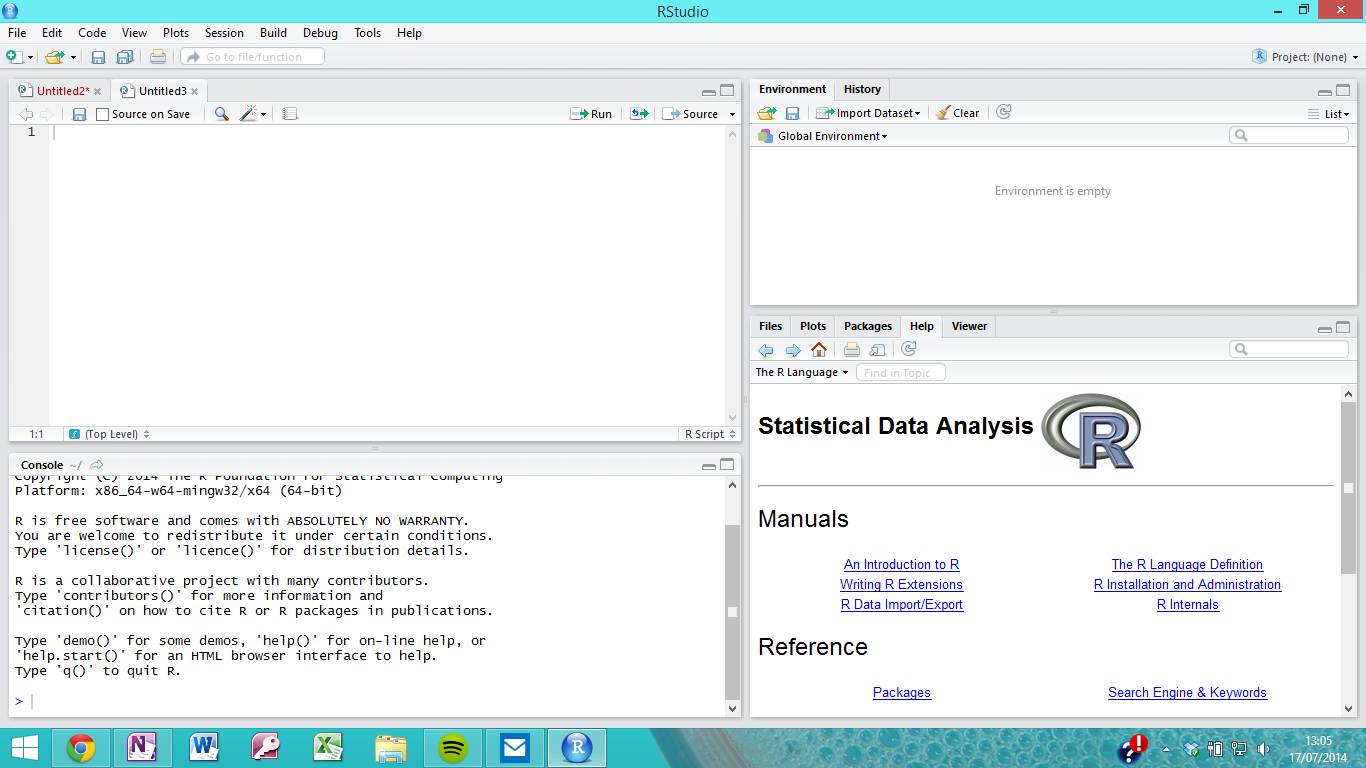 RStudio
File Edit Code View Plots Session Build Debug Tools Help
Go to file/function
Project: (None)
Untitled2* Untitled3
Source on Save
Run
Source
1
1:1 (Top Level)
R Script
Console ~/
Copyright (C) 2014 The R Foundation for Statistical Computing
Platform: x86_64-w64-mingw32/x64 (64-bit)
R is free software and comes with ABSOLUTELY NO WARRANTY.
You are welcome to redistribute it under certain conditions.
Type 'license()' or 'licence()' for distribution details.
R is a collaborative project with many contributors.
Type 'contributors()' for more information and
'citation()' on how to cite R or R packages in publications.
Type 'demo()' for some demos, 'help()' for on-line help, or
'help.start()' for an HTML browser interface to help.
Type 'q()' to quit R.
>
Environment History
Import Dataset Clear
List
Global Environment
Environment is empty
Files Plots Packages Help Viewer
The R Language
Find in Topic
Statistical Data Analysis R
Manuals
An Introduction to R The R Language Definition
Writing R Extensions R Installation and Administration
R Data Import/Export R Internals
Reference
Packages Search Engine & Keywords
13:05
17/07/2014